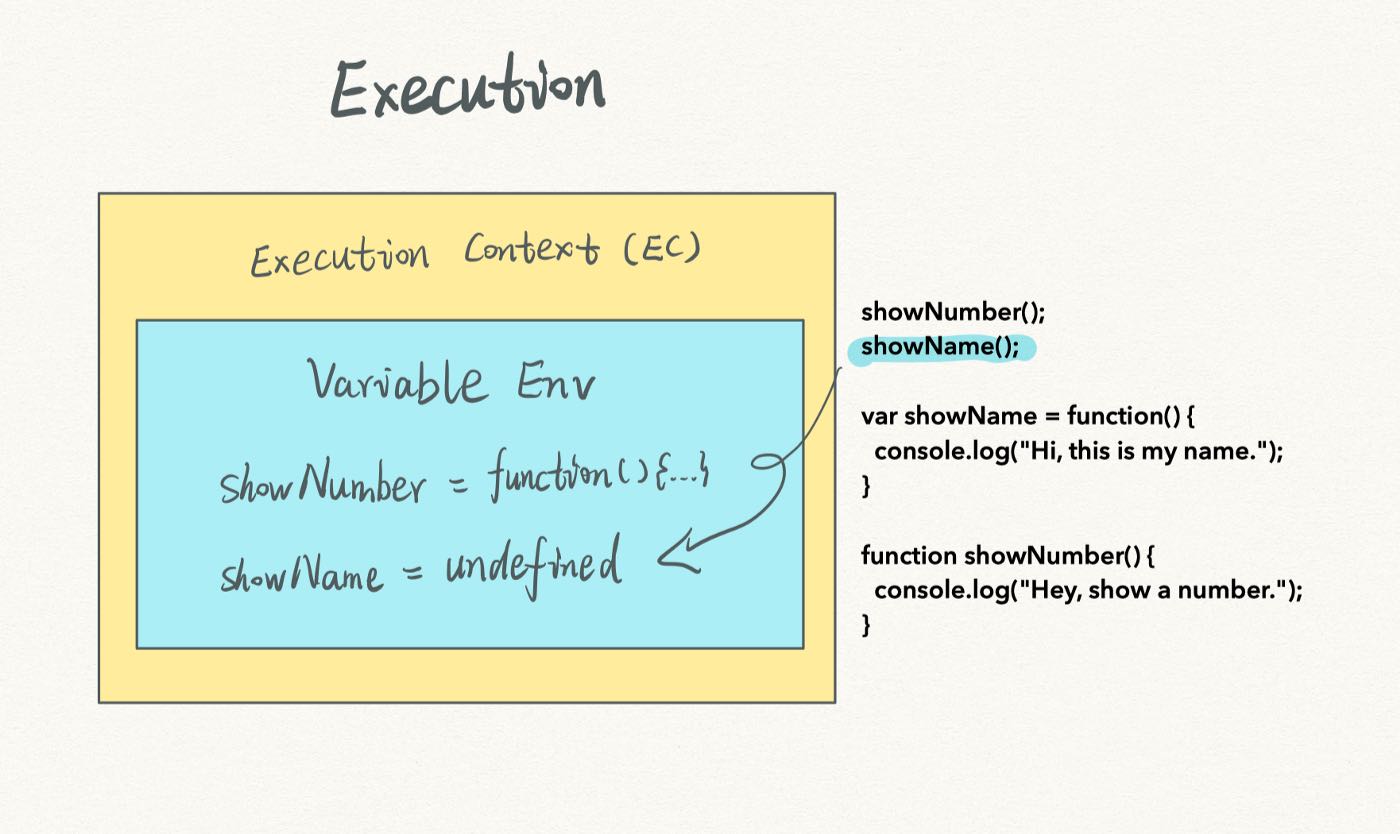 Execution
Execution Context (EC)
Variable Env
showNumber = function(){...}
showName = undefined
showNumber();
showName();
var showName = function() {
  console.log("Hi, this is my name.");
}
function showNumber() {
  console.log("Hey, show a number.");
}